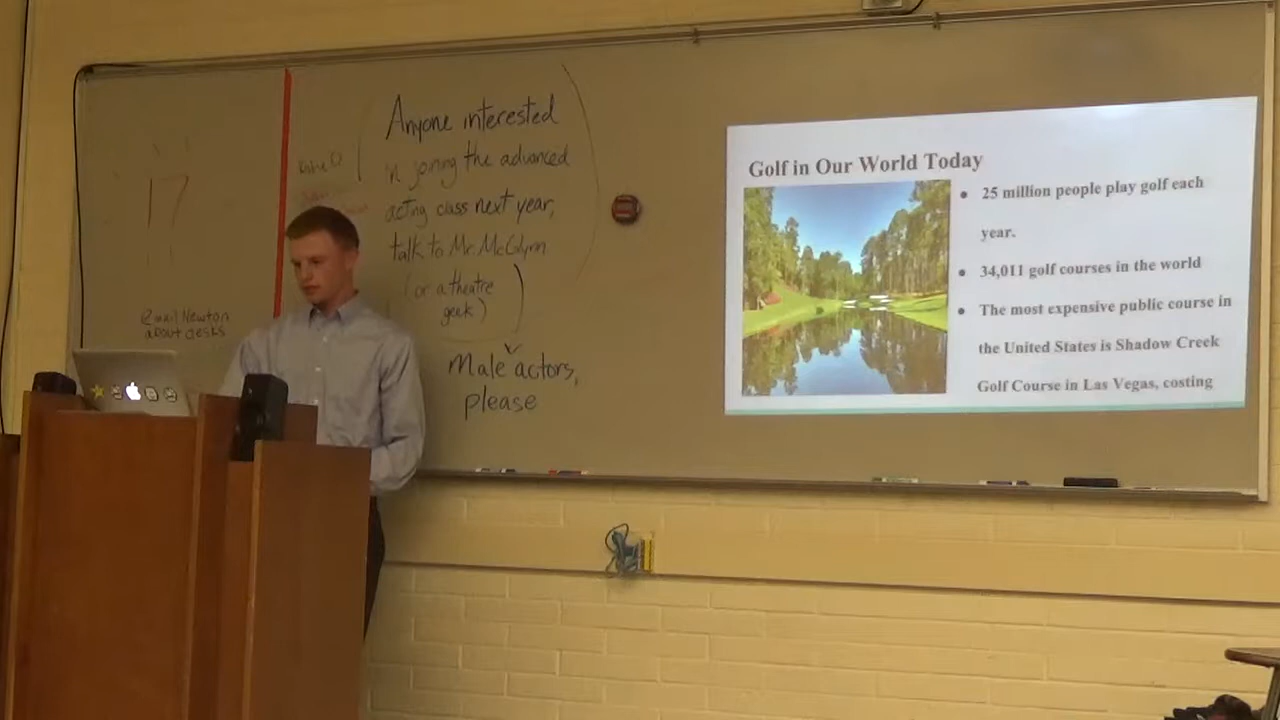 17
email Newton
about desks
Anyone interested
in joining the advanced
acting class next year,
talk to Mr. McGlynn
(or a theatre
geek)
Male actors,
please
Golf in Our World Today
25 million people play golf each
year.
34,011 golf courses in the world
The most expensive public course in
the United States is Shadow Creek
Golf Course in Las Vegas, costing